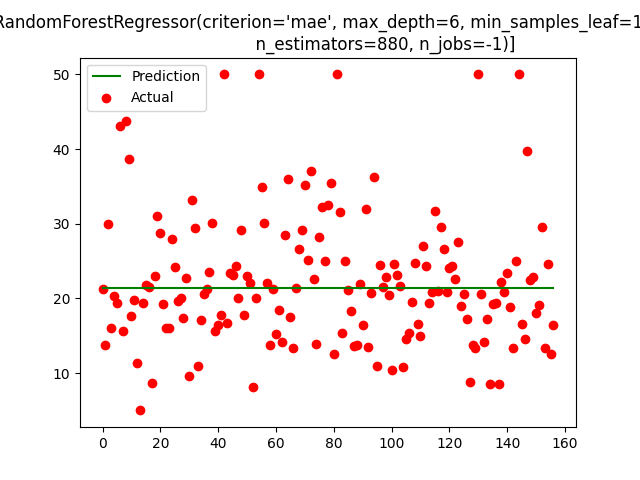 RandomForestRegressor(criterion='mae', max_depth=6, min_samples_leaf=1
n_estimators=880, n_jobs=-1)]
Prediction
Actual
50
40
30
20
10
0 20 40 60 80 100 120 140 160